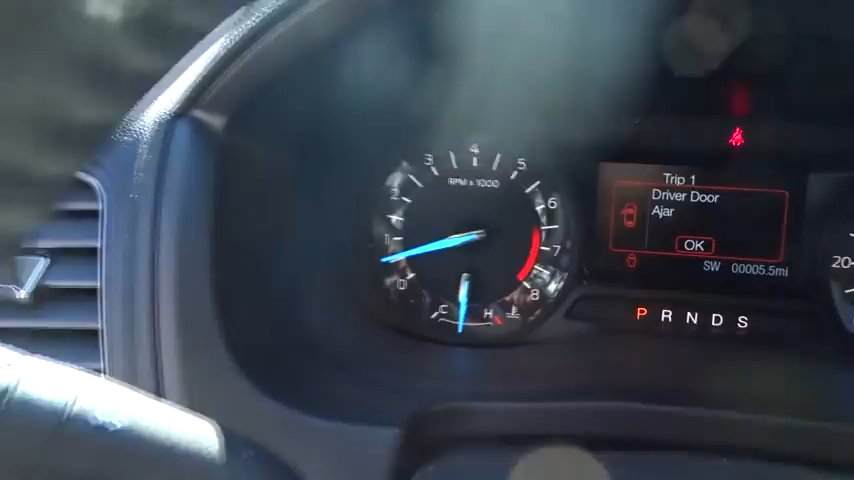 4
3
5
RPM x 1000
2
6
1
7
0
8
C
H
Trip 1
Driver Door
Ajar
OK
SW 00005.5mi
P R N D S
20